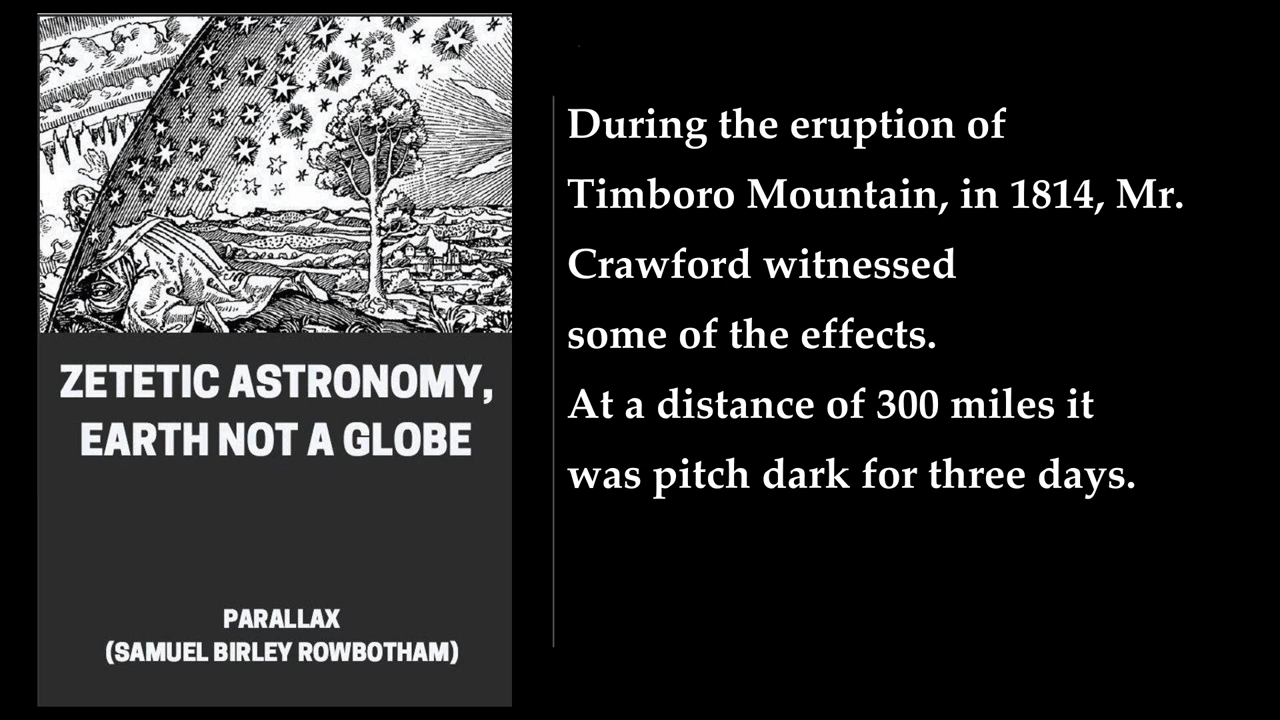 ZETETIC ASTRONOMY,
EARTH NOT A GLOBE
PARALLAX
(SAMUEL BIRLEY ROWBOTHAM)
During the eruption of
Timboro Mountain, in 1814, Mr.
Crawford witnessed
some of the effects.
At a distance of 300 miles it
was pitch dark for three days.